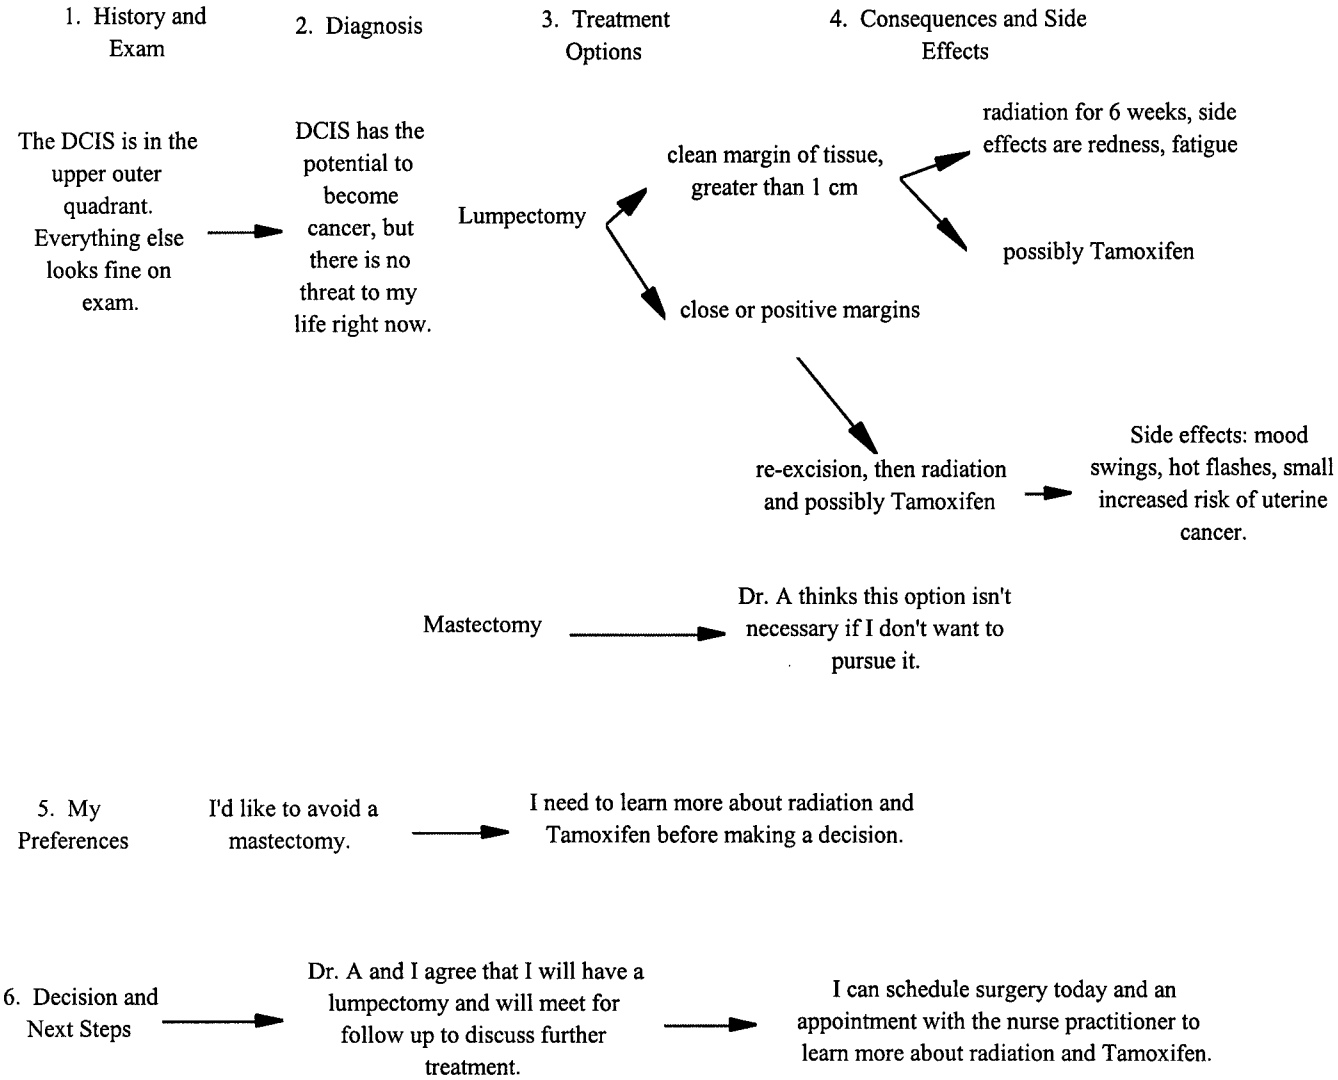 1. History and
Exam
2. Diagnosis
3. Treatment
Options
4. Consequences and Side
Effects
The DCIS is in the
upper outer
quadrant.
Everything else
looks fine on
exam.
DCIS has the
potential to
become
cancer, but
there is no
threat to my
life right now.
Lumpectomy
clean margin of tissue,
greater than 1 cm
radiation for 6 weeks, side
effects are redness, fatigue
possibly Tamoxifen
close or positive margins
re-excision, then radiation
and possibly Tamoxifen
Side effects: mood
swings, hot flashes, small
increased risk of uterine
cancer.
Mastectomy
Dr. A thinks this option isn't
necessary if I don't want to
pursue it.
5. My
Preferences
I'd like to avoid a
mastectomy.
I need to learn more about radiation and
Tamoxifen before making a decision.
6. Decision and
Next Steps
Dr. A and I agree that I will have a
lumpectomy and will meet for
follow up to discuss further
treatment.
I can schedule surgery today and an
appointment with the nurse practitioner to
learn more about radiation and Tamoxifen.